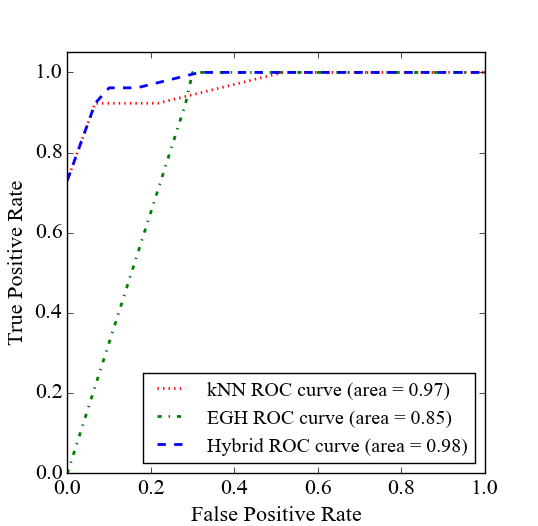 1.0
0.8
0.6
0.4
0.2
0.0
True Positive Rate
kNN ROC curve (area = 0.97)
EGH ROC curve (area = 0.85)
Hybrid ROC curve (area = 0.98)
0.0 0.2 0.4 0.6 0.8 1.0
False Positive Rate